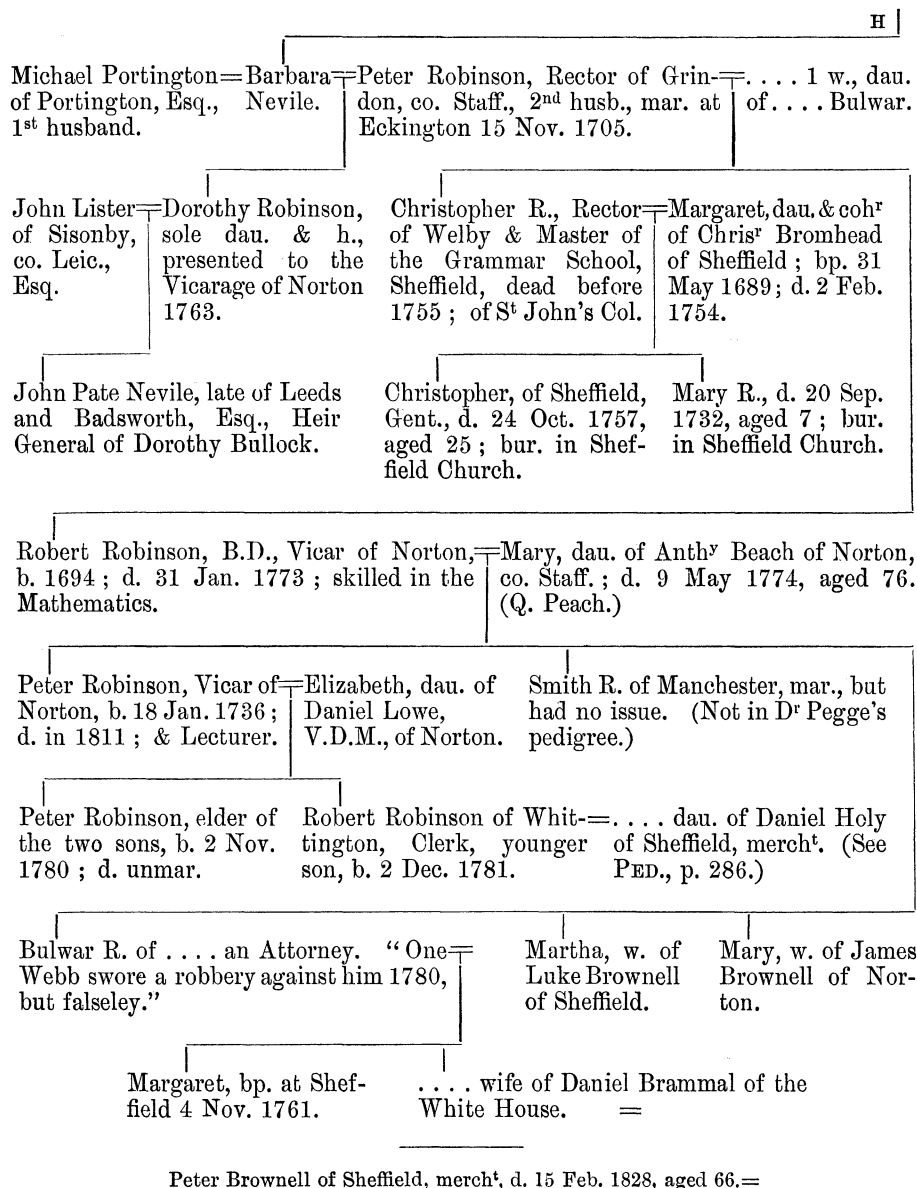 H
Michael Portington=Barbara=Peter Robinson, Rector of Grin-=. . . . 1 w., dau.
of Portington, Esq., Nevile. don, co. Staff., 2nd husb., mar. at of . . . . Bulwar.
1st husband. Eckington 15 Nov. 1705.
John Lister=Dorothy Robinson,
of Sisonby, sole dau. & h.,
co. Leic., presented to the
Esq. Vicarage of Norton
1763.
Christopher R., Rector=Margaret, dau. & cohr
of Welby & Master of of Chrisr Bromhead
the Grammar School, of Sheffield ; bp. 31
Sheffield, dead before May 1689 ; d. 2 Feb.
1755 ; of St John's Col. 1754.
John Pate Nevile, late of Leeds
and Badsworth, Esq., Heir
General of Dorothy Bullock.
Christopher, of Sheffield,
Gent., d. 24 Oct. 1757,
aged 25 ; bur. in Shef-
field Church.
Mary R., d. 20 Sep.
1732, aged 7 ; bur.
in Sheffield Church.
Robert Robinson, B.D., Vicar of Norton,=Mary, dau. of Anthy Beach of Norton,
b. 1694 ; d. 31 Jan. 1773 ; skilled in the co. Staff. ; d. 9 May 1774, aged 76.
Mathematics. (Q. Peach.)
Peter Robinson, Vicar of=Elizabeth, dau. of
Norton, b. 18 Jan. 1736 ; Daniel Lowe,
d. in 1811 ; & Lecturer. V.D.M., of Norton.
Smith R. of Manchester, mar., but
had no issue. (Not in Dr Pegge's
pedigree.)
Peter Robinson, elder of
the two sons, b. 2 Nov.
1780 ; d. unmar.
Robert Robinson of Whit-=. . . . dau. of Daniel Holy
tington, Clerk, younger of Sheffield, mercht. (See
son, b. 2 Dec. 1781. PED., p. 286.)
Bulwar R. of . . . . an Attorney. "One=
Webb swore a robbery against him 1780,
but falseley."
Martha, w. of
Luke Brownell
of Sheffield.
Mary, w. of James
Brownell of Nor-
ton.
Margaret, bp. at Shef-
field 4 Nov. 1761.
. . . . wife of Daniel Brammal of the
White House. =
Peter Brownell of Sheffield, mercht, d. 15 Feb. 1828, aged 66.=